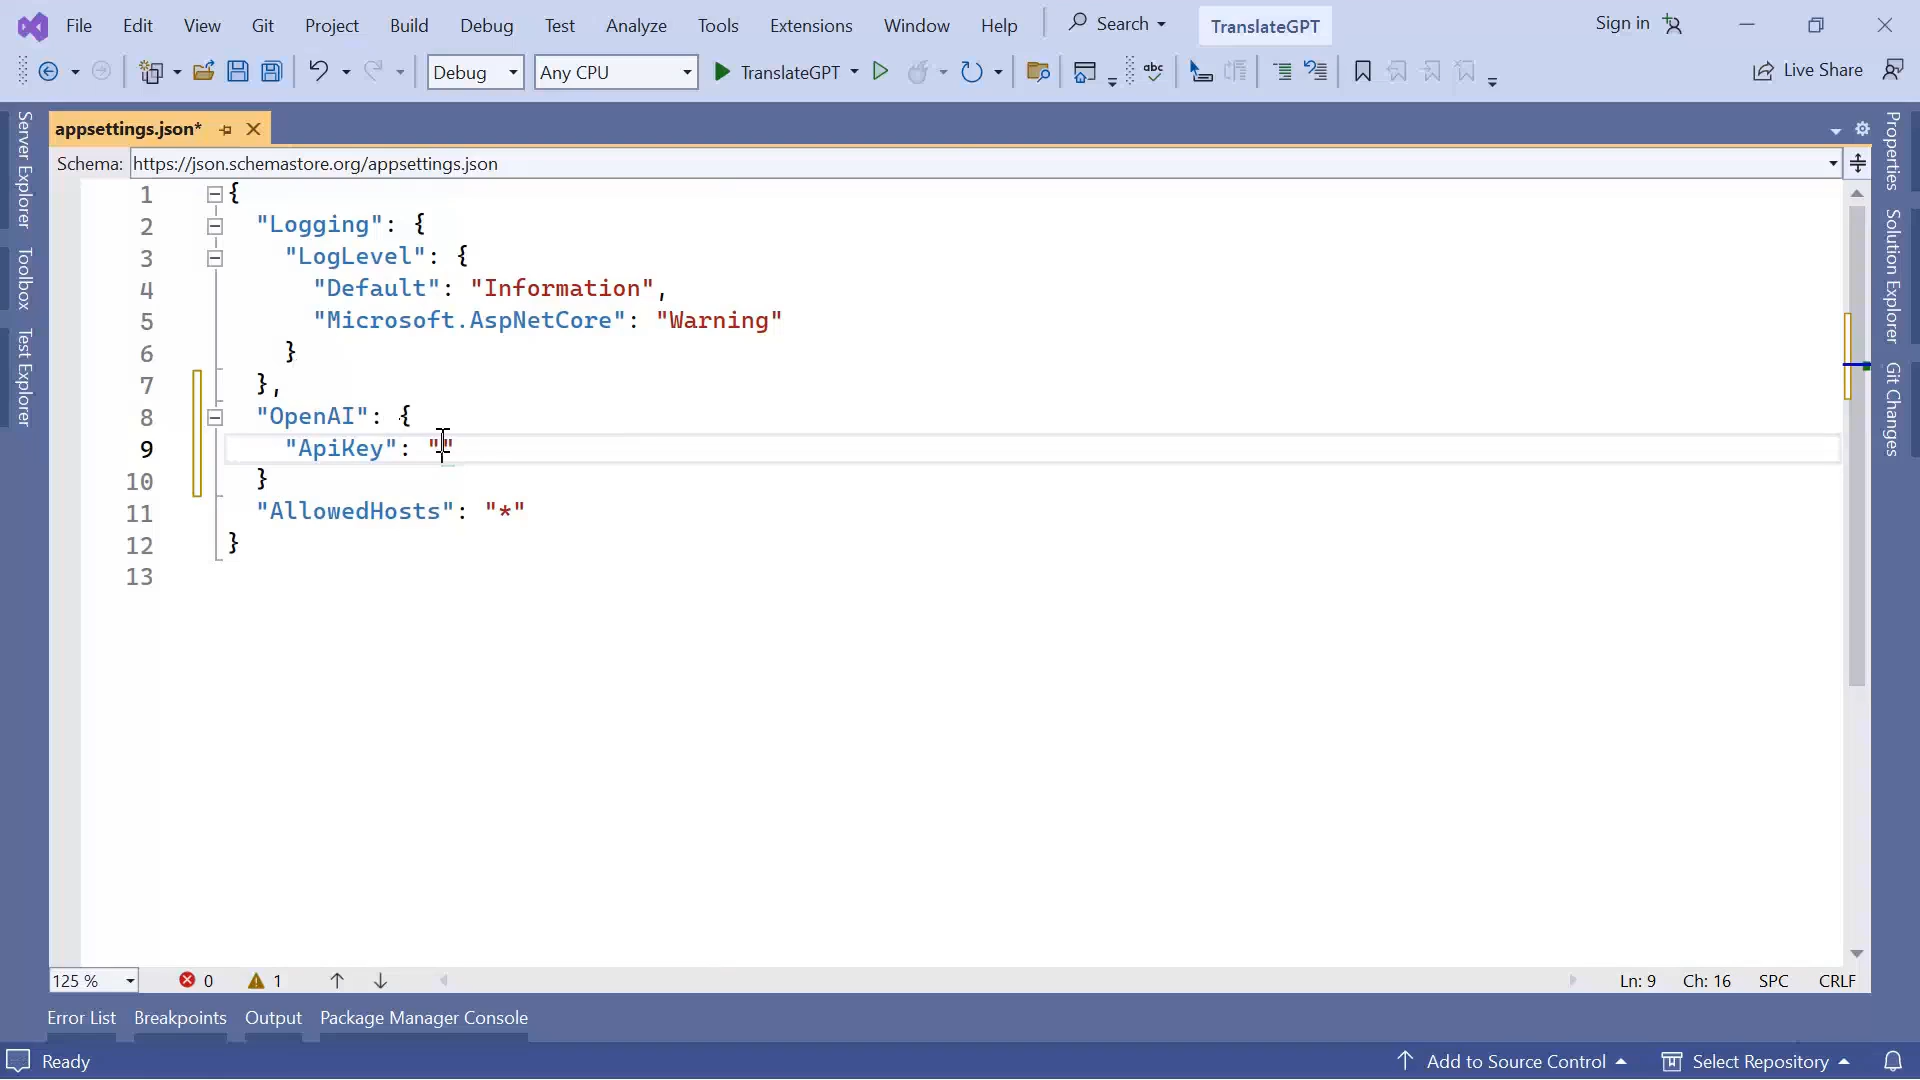 File Edit View Git Project Build Debug Test Analyze Tools Extensions Window Help Search TranslateGPT Sign in
Debug Any CPU TranslateGPT abc Live Share
appsettings.json*
Schema: https://json.schemastore.org/appsettings.json
1 {
2 "Logging": {
3 "LogLevel": {
4 "Default": "Information",
5 "Microsoft.AspNetCore": "Warning"
6 }
7 },
8 "OpenAI": {
9 "ApiKey": ""
10 }
11 "AllowedHosts": "*"
12 }
13
Server Explorer
Toolbox
Test Explorer
Properties
Solution Explorer
Git Changes
125 % 0 1 Ln: 9 Ch: 16 SPC CRLF
Error List Breakpoints Output Package Manager Console
Ready Add to Source Control Select Repository